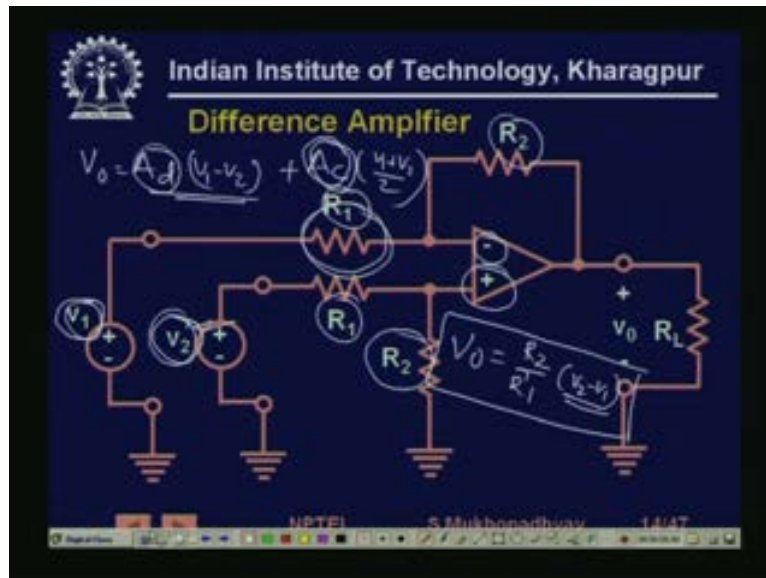 Indian Institute of Technology, Kharagpur
Difference Amplfier
R2
V0 = Ad (V1-V2) + Ac (V1+V2/2)
R1
-
+
R1
V1
+
-
V2
+
-
R2
V0 = R2/R1 (V2-V1)
+
V0
-
RL
NPTEL S.Mukhopadhyay 14/47